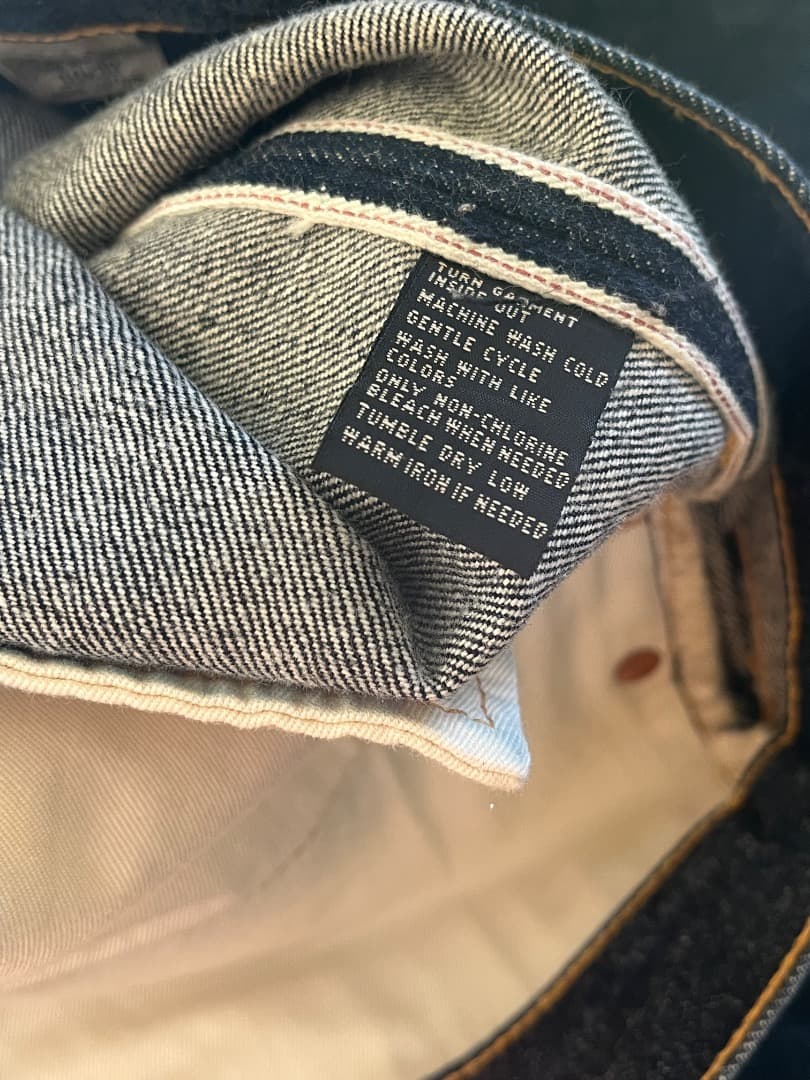 TURN GARMENT
INSIDE OUT
MACHINE WASH COLD
GENTLE CYCLE
WASH WITH LIKE
COLORS
ONLY NON-CHLORINE
BLEACH WHEN NEEDED
TUMBLE DRY LOW
WARM IRON IF NEEDED